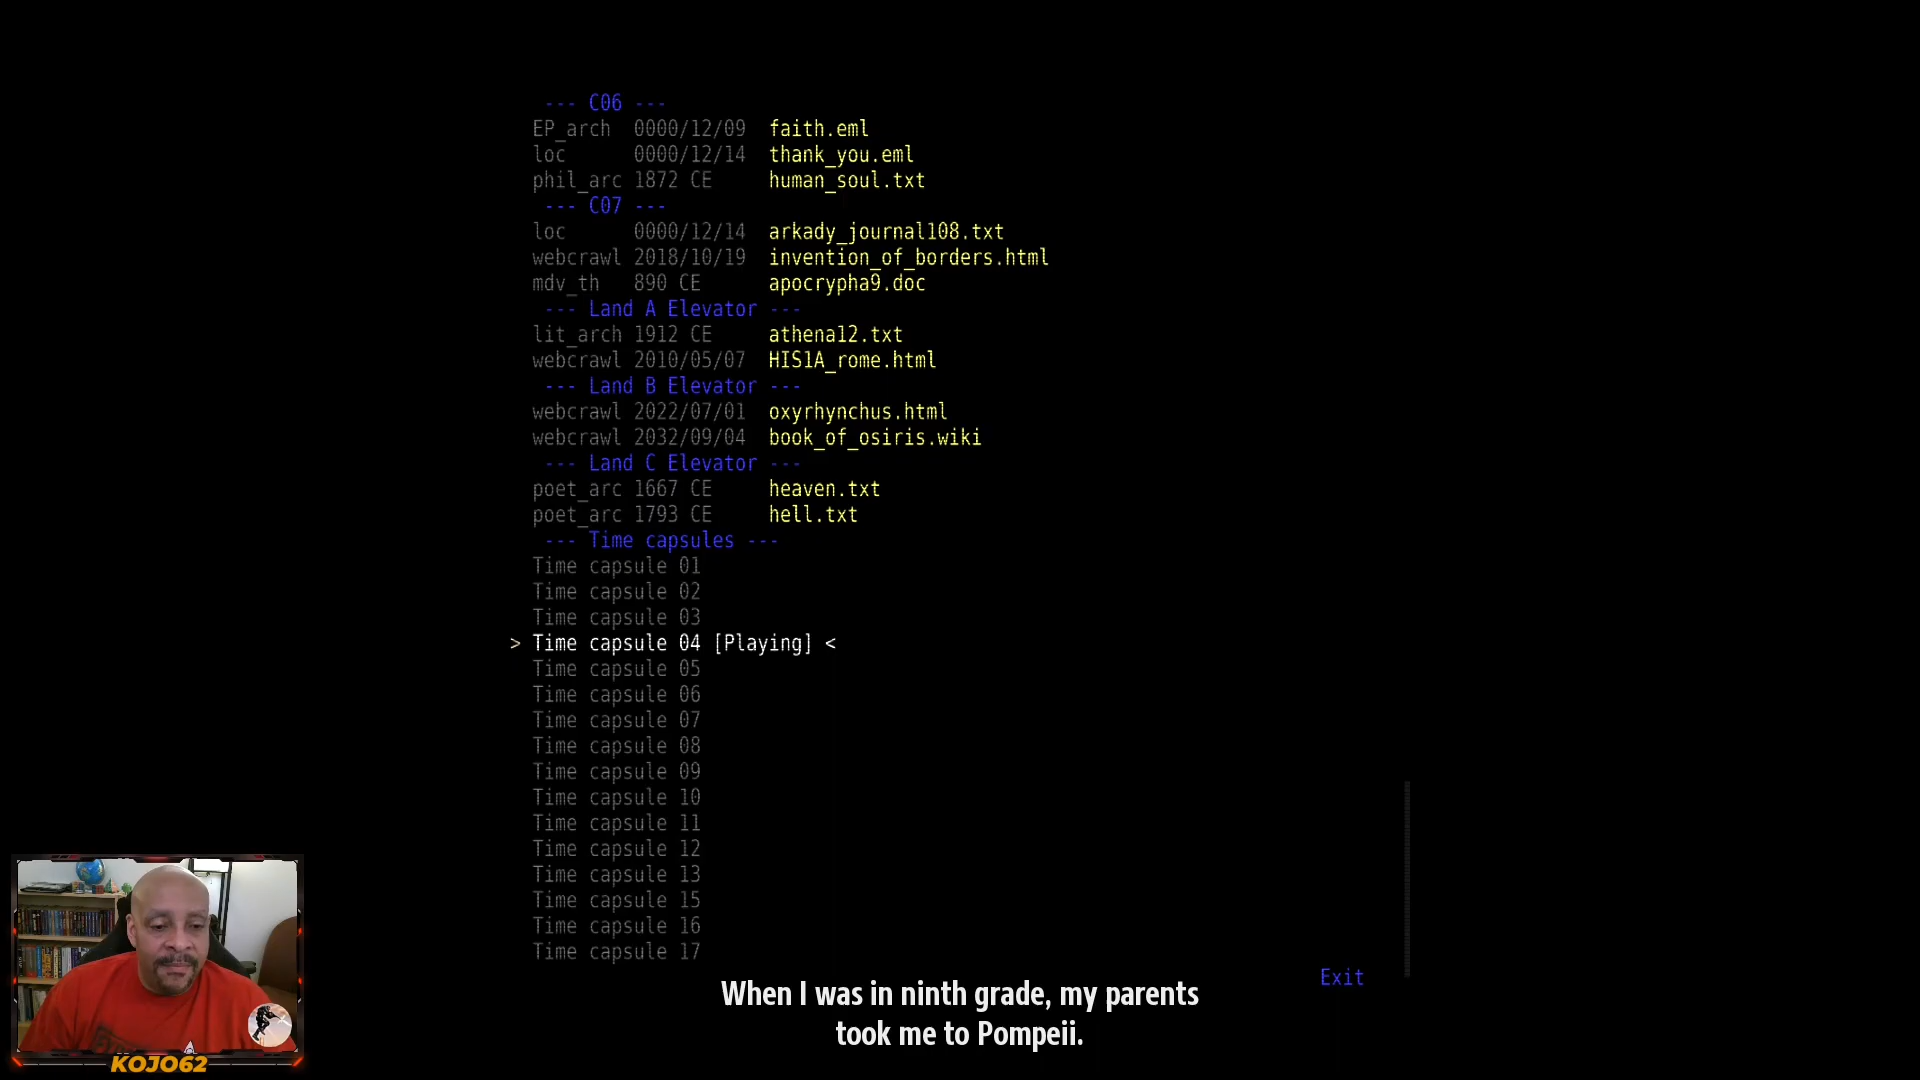 --- C06 ---
EP_arch 0000/12/09 faith.eml
loc 0000/12/14 thank_you.eml
phil_arc 1872 CE human_soul.txt
--- C07 ---
loc 0000/12/14 arkady_journal108.txt
webcrawl 2018/10/19 invention_of_borders.html
mdv_th 890 CE apocrypha9.doc
--- Land A Elevator ---
lit_arch 1912 CE athena12.txt
webcrawl 2010/05/07 HIS1A_rome.html
--- Land B Elevator ---
webcrawl 2022/07/01 oxyrhynchus.html
webcrawl 2032/09/04 book_of_osiris.wiki
--- Land C Elevator ---
poet_arc 1667 CE heaven.txt
poet_arc 1793 CE hell.txt
--- Time capsules ---
Time capsule 01
Time capsule 02
Time capsule 03
> Time capsule 04 [Playing] <
Time capsule 05
Time capsule 06
Time capsule 07
Time capsule 08
Time capsule 09
Time capsule 10
Time capsule 11
Time capsule 12
Time capsule 13
Time capsule 15
Time capsule 16
Time capsule 17
Exit
When I was in ninth grade, my parents
took me to Pompeii.
KOJO62